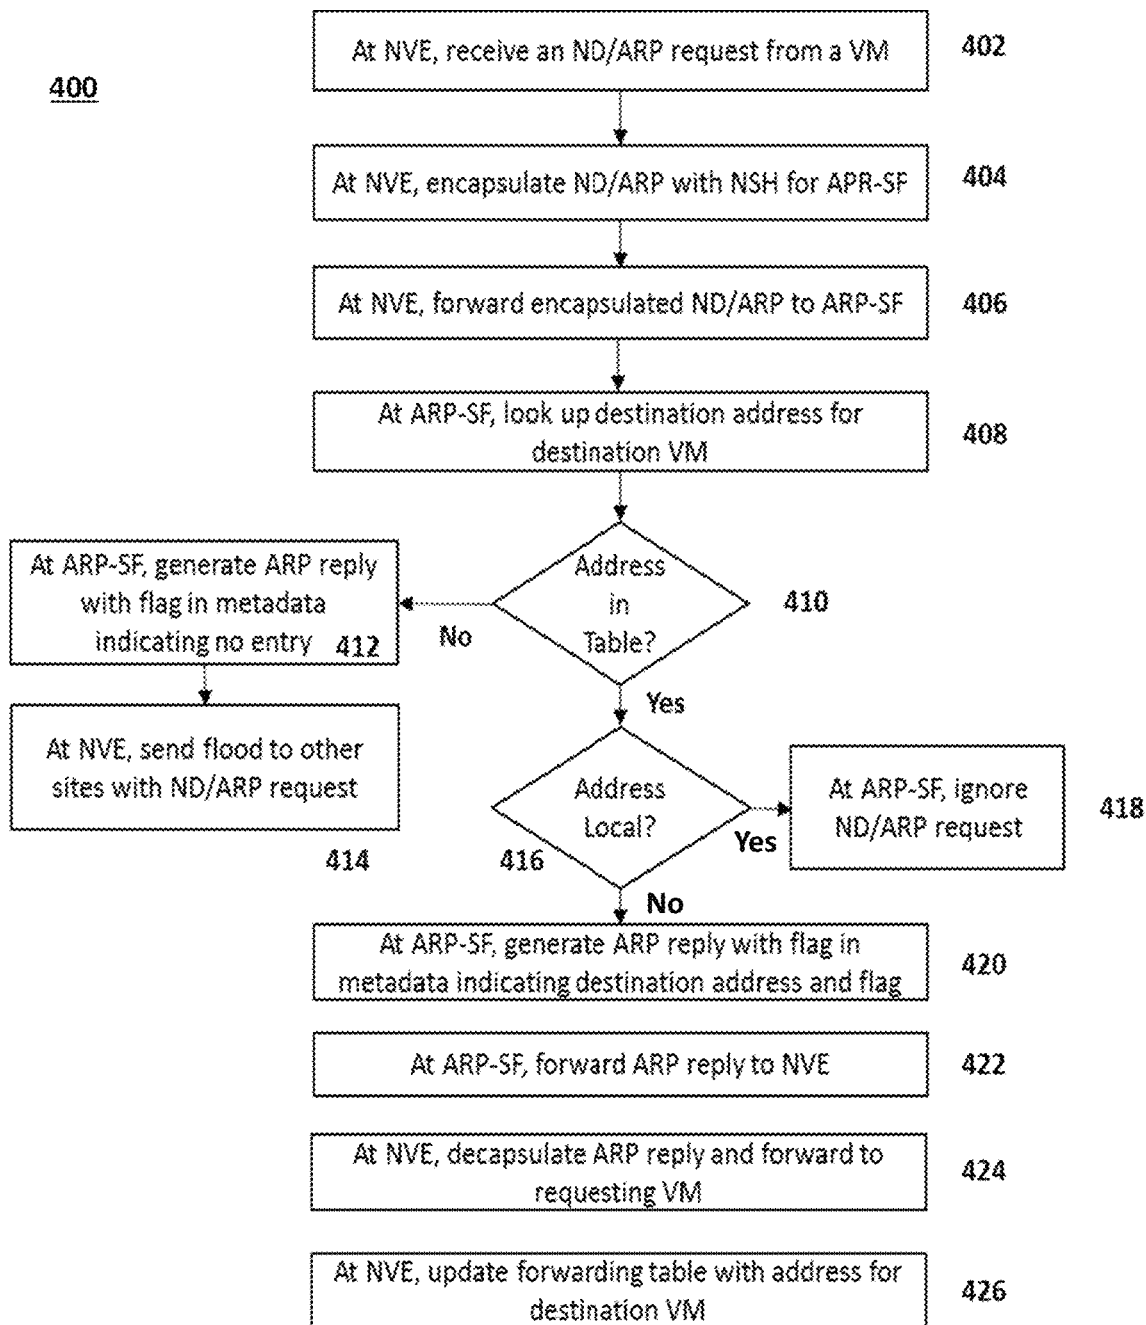 400
At NVE, receive an ND/ARP request from a VM
402
At NVE, encapsulate ND/ARP with NSH for APR-SF
404
At NVE, forward encapsulated ND/ARP to ARP-SF
406
At ARP-SF, look up destination address for
destination VM
408
Address
in
Table?
410
No
At ARP-SF, generate ARP reply
with flag in metadata
indicating no entry
412
At NVE, send flood to other
sites with ND/ARP request
414
Yes
Address
Local?
416
Yes
At ARP-SF, ignore
ND/ARP request
418
No
At ARP-SF, generate ARP reply with flag in
metadata indicating destination address and flag
420
At ARP-SF, forward ARP reply to NVE
422
At NVE, decapsulate ARP reply and forward to
requesting VM
424
At NVE, update forwarding table with address for
destination VM
426